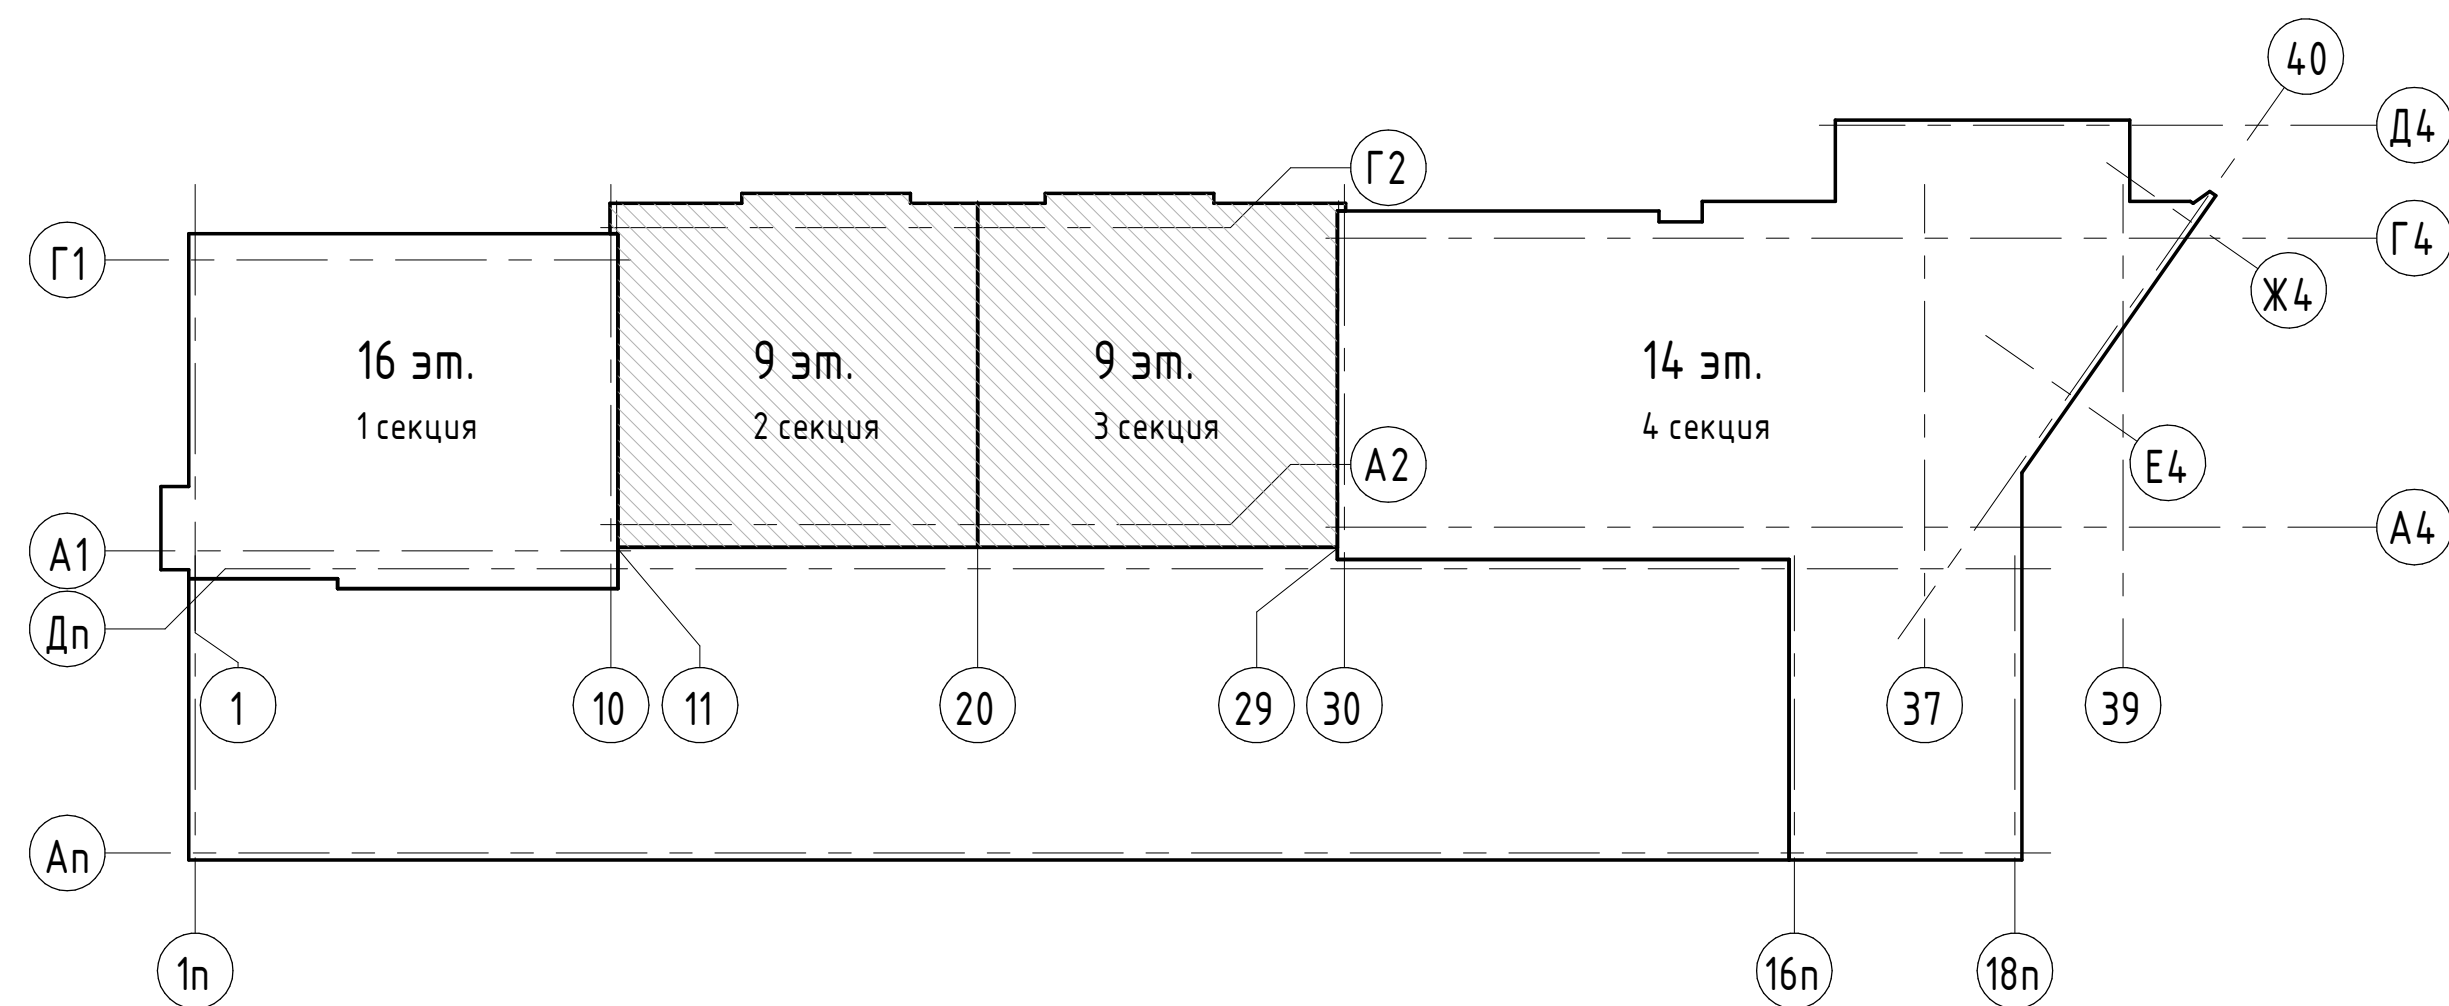 40
Д4
Г2
Г1
Г4
Ж4
16 эт.
9 эт.
9 эт.
14 эт.
1 секция
2 секция
3 секция
4 секция
А2
Е4
А1
А4
Дп
1
10
11
20
29
30
37
39
Ап
1п
16п
18п